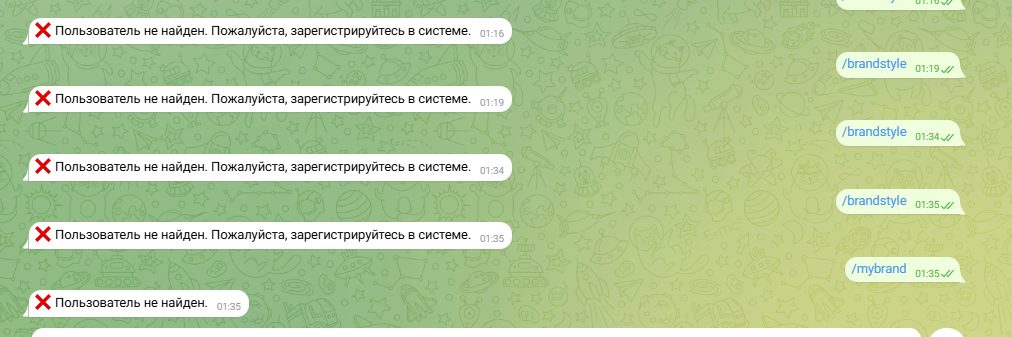 01:16
❌ Пользователь не найден. Пожалуйста, зарегистрируйтесь в системе. 01:16
/brandstyle 01:19
❌ Пользователь не найден. Пожалуйста, зарегистрируйтесь в системе. 01:19
/brandstyle 01:34
❌ Пользователь не найден. Пожалуйста, зарегистрируйтесь в системе. 01:34
/brandstyle 01:35
❌ Пользователь не найден. Пожалуйста, зарегистрируйтесь в системе. 01:35
/mybrand 01:35
❌ Пользователь не найден. 01:35